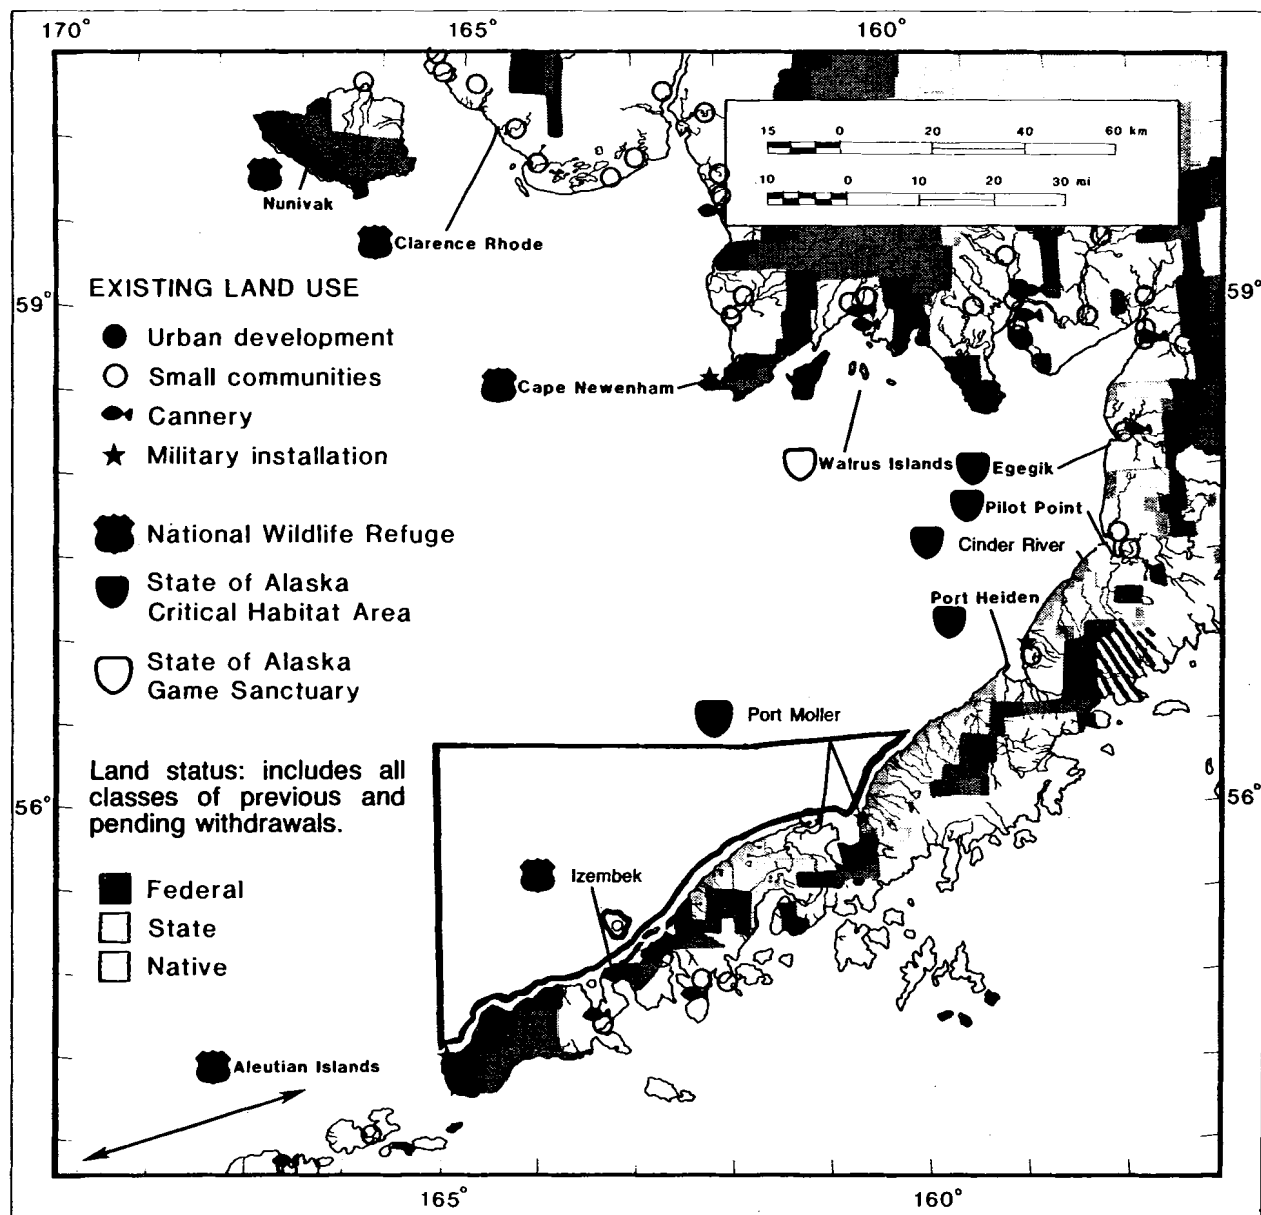 170°
165°
160°
15 0 20 40 60 km
10 0 10 20 30 mi
Nunivak
Clarence Rhode
EXISTING LAND USE
59°
59°
Urban development
Small communities
Cannery
Military installation
Cape Newenham
Walrus Islands
Egegik
Pilot Point
Cinder River
Port Heiden
National Wildlife Refuge
State of Alaska
Critical Habitat Area
State of Alaska
Game Sanctuary
Port Moller
Land status: includes all
classes of previous and
pending withdrawals.
56°
56°
Izembek
Federal
State
Native
Aleutian Islands
165°
160°